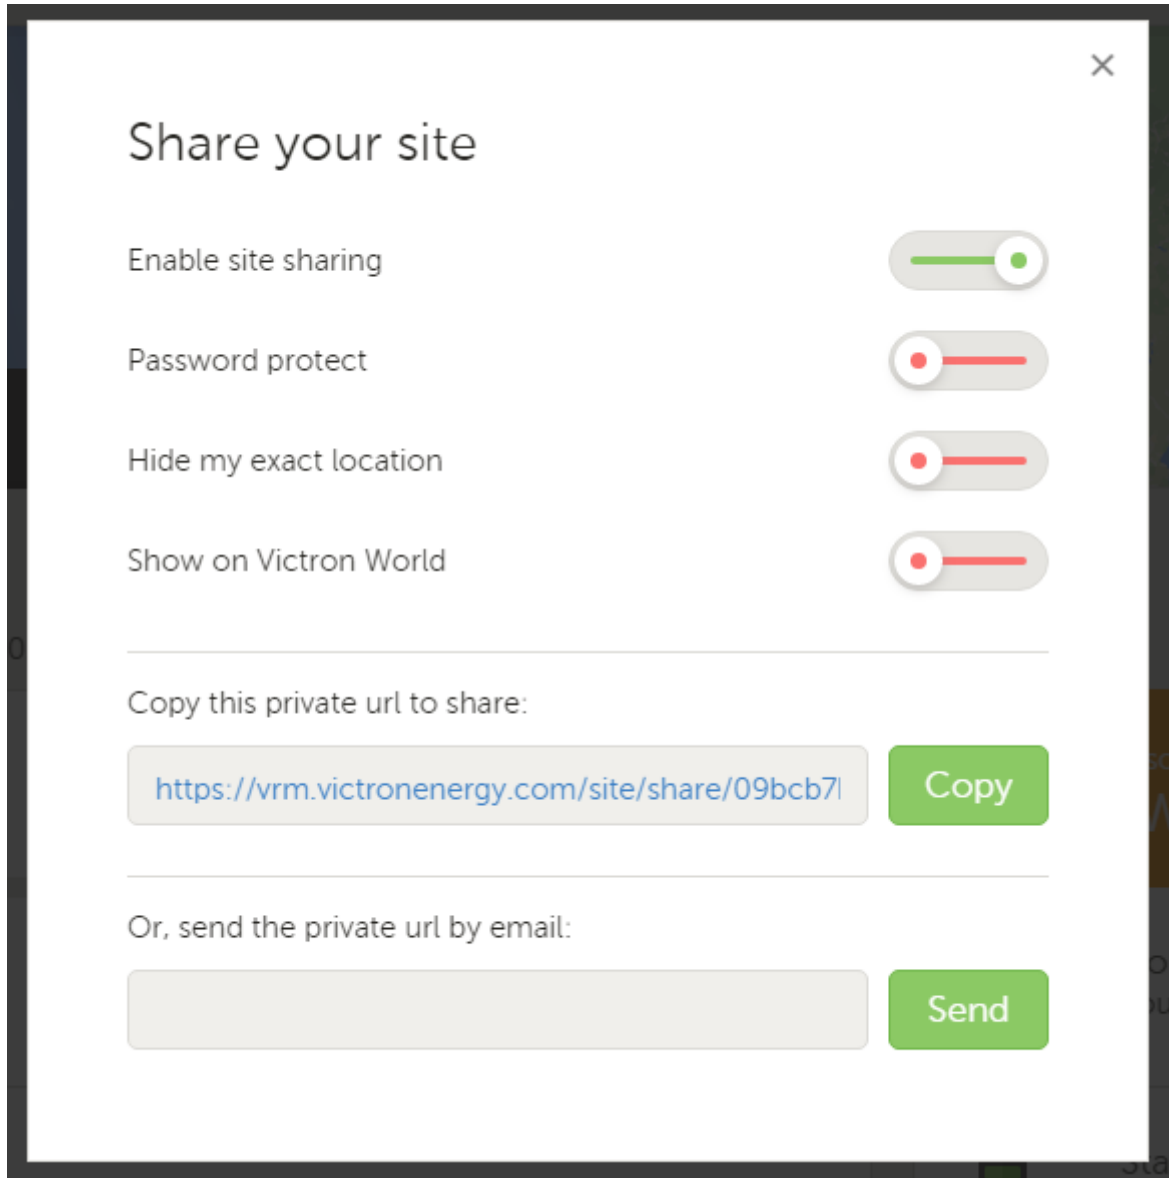 Share your site
Enable site sharing
Password protect
Hide my exact location
Show on Victron World
Copy this private url to share:
https://vrm.victronenergy.com/site/share/09bcb7
Copy
Or, send the private url by email:
Send